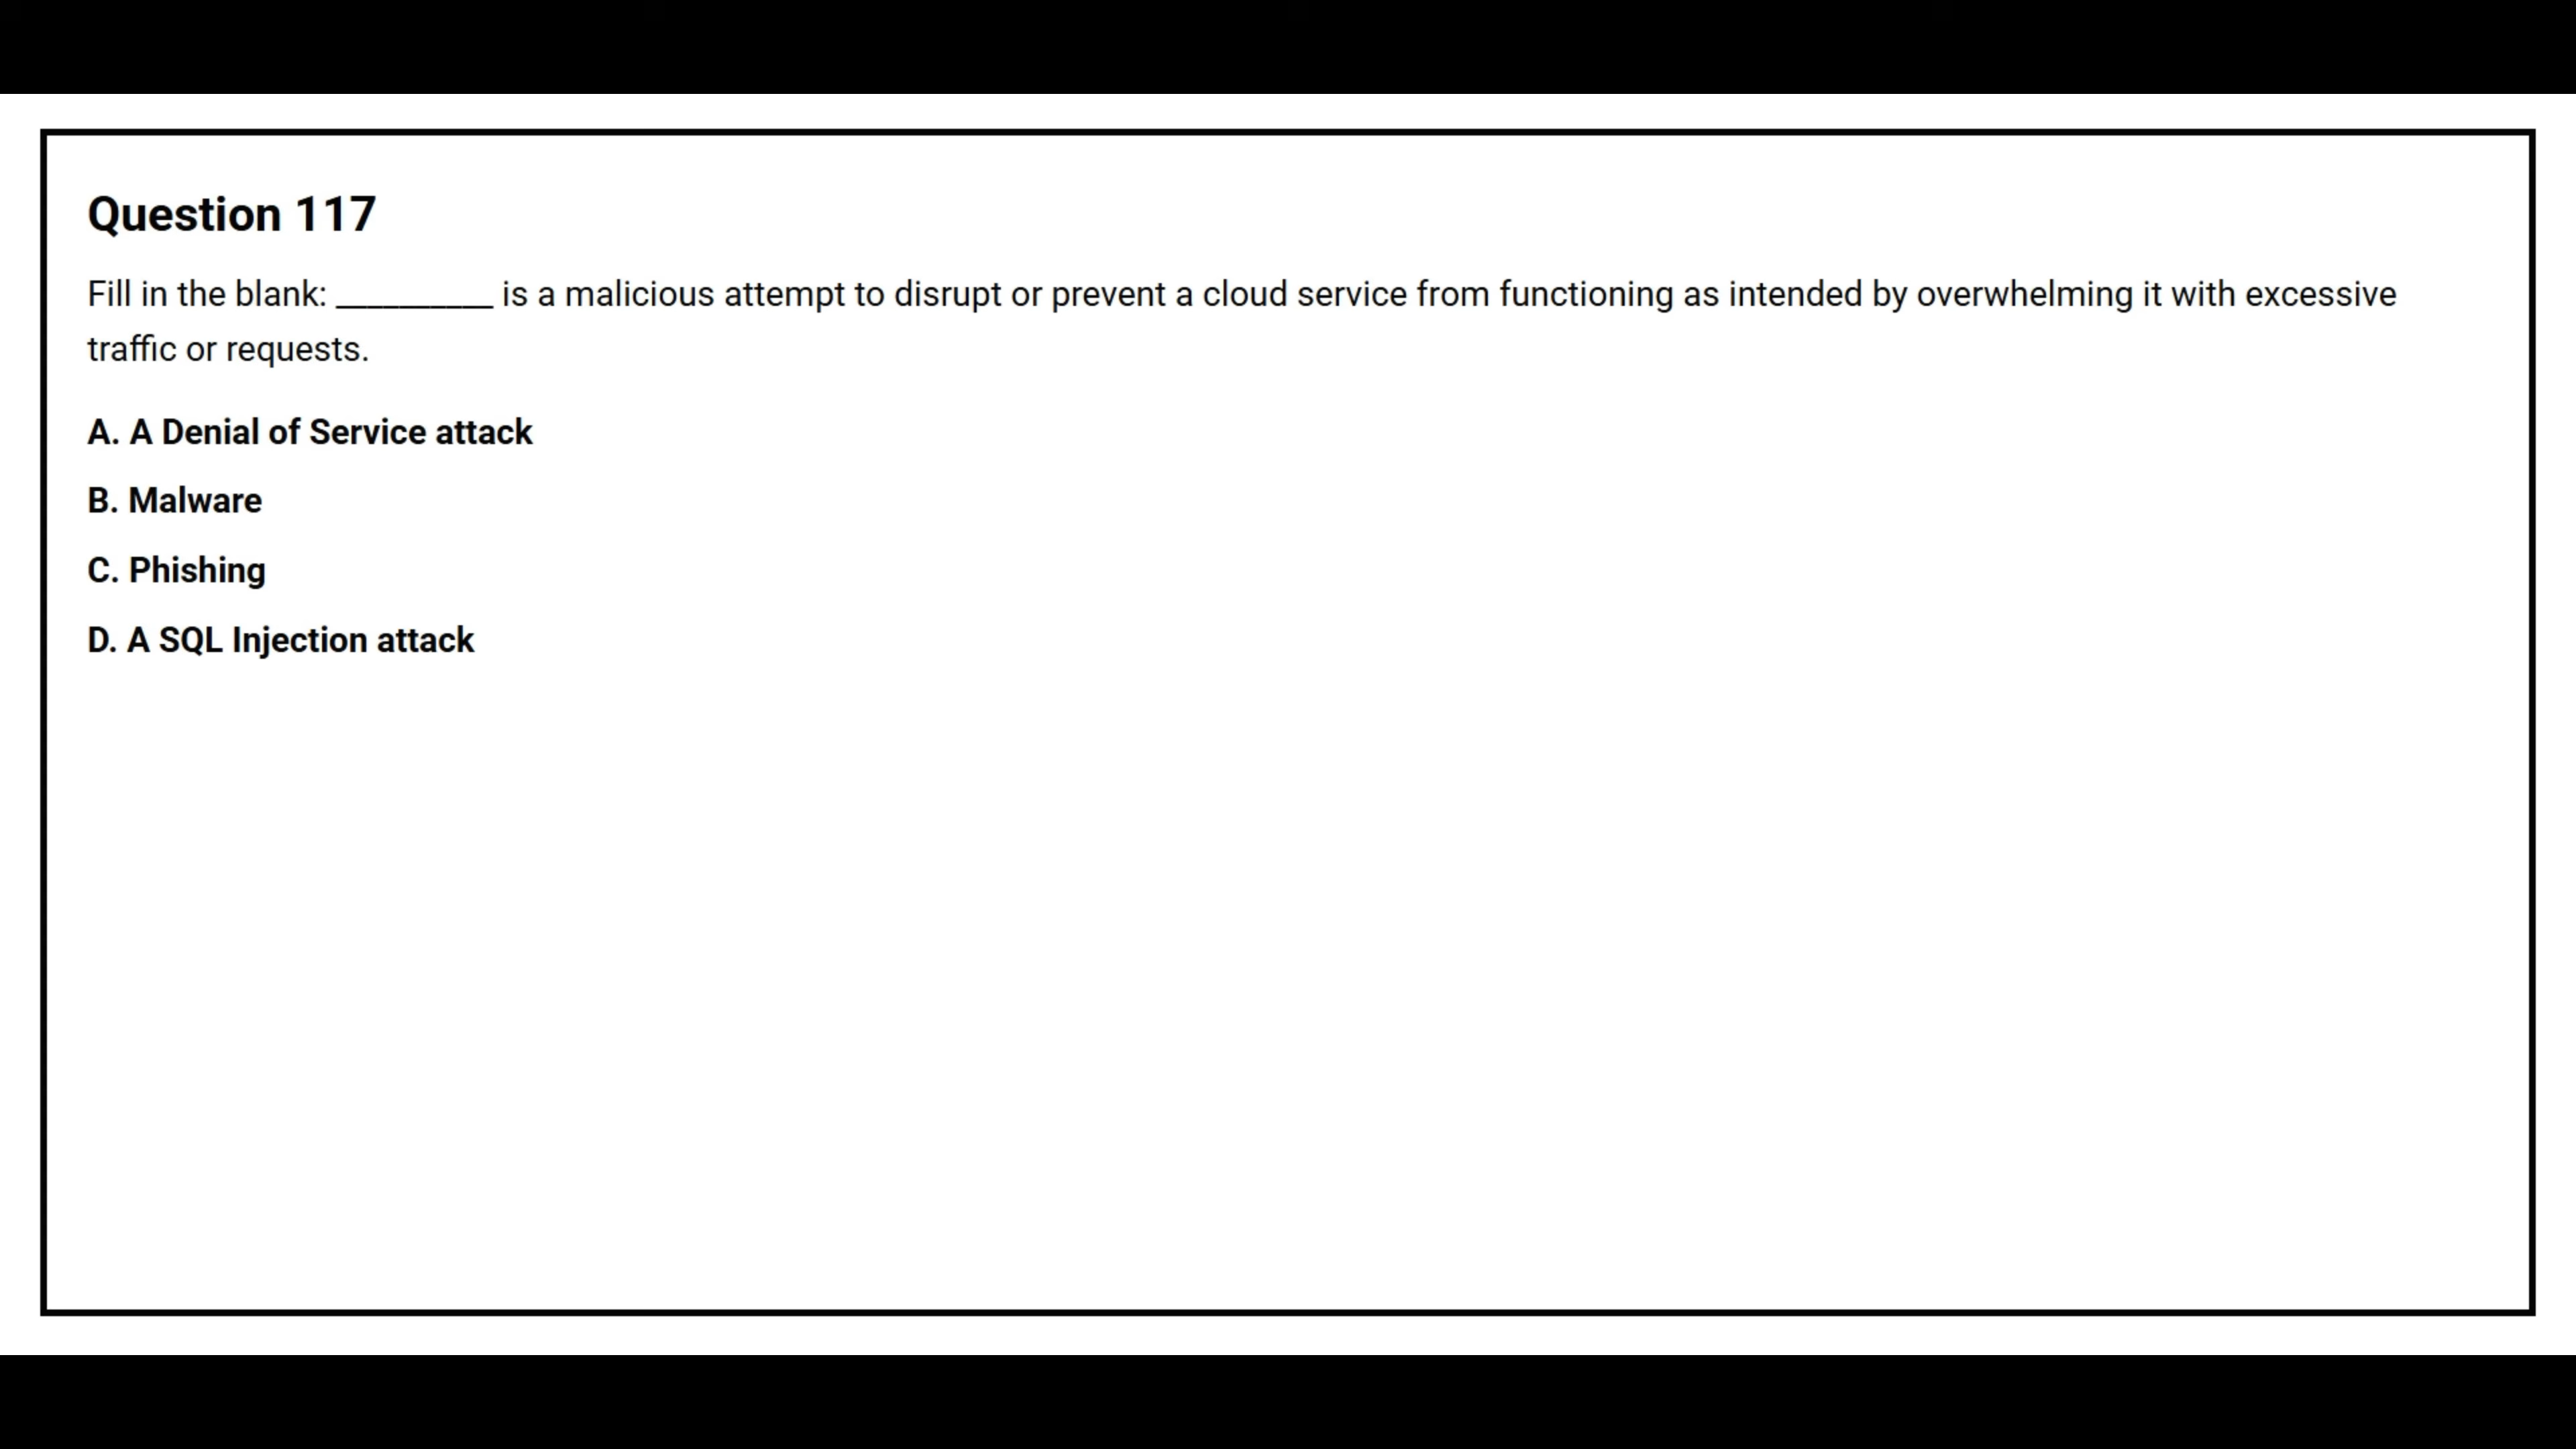 Question 117
Fill in the blank: __________ is a malicious attempt to disrupt or prevent a cloud service from functioning as intended by overwhelming it with excessive
traffic or requests.
A. A Denial of Service attack
B. Malware
C. Phishing
D. A SQL Injection attack